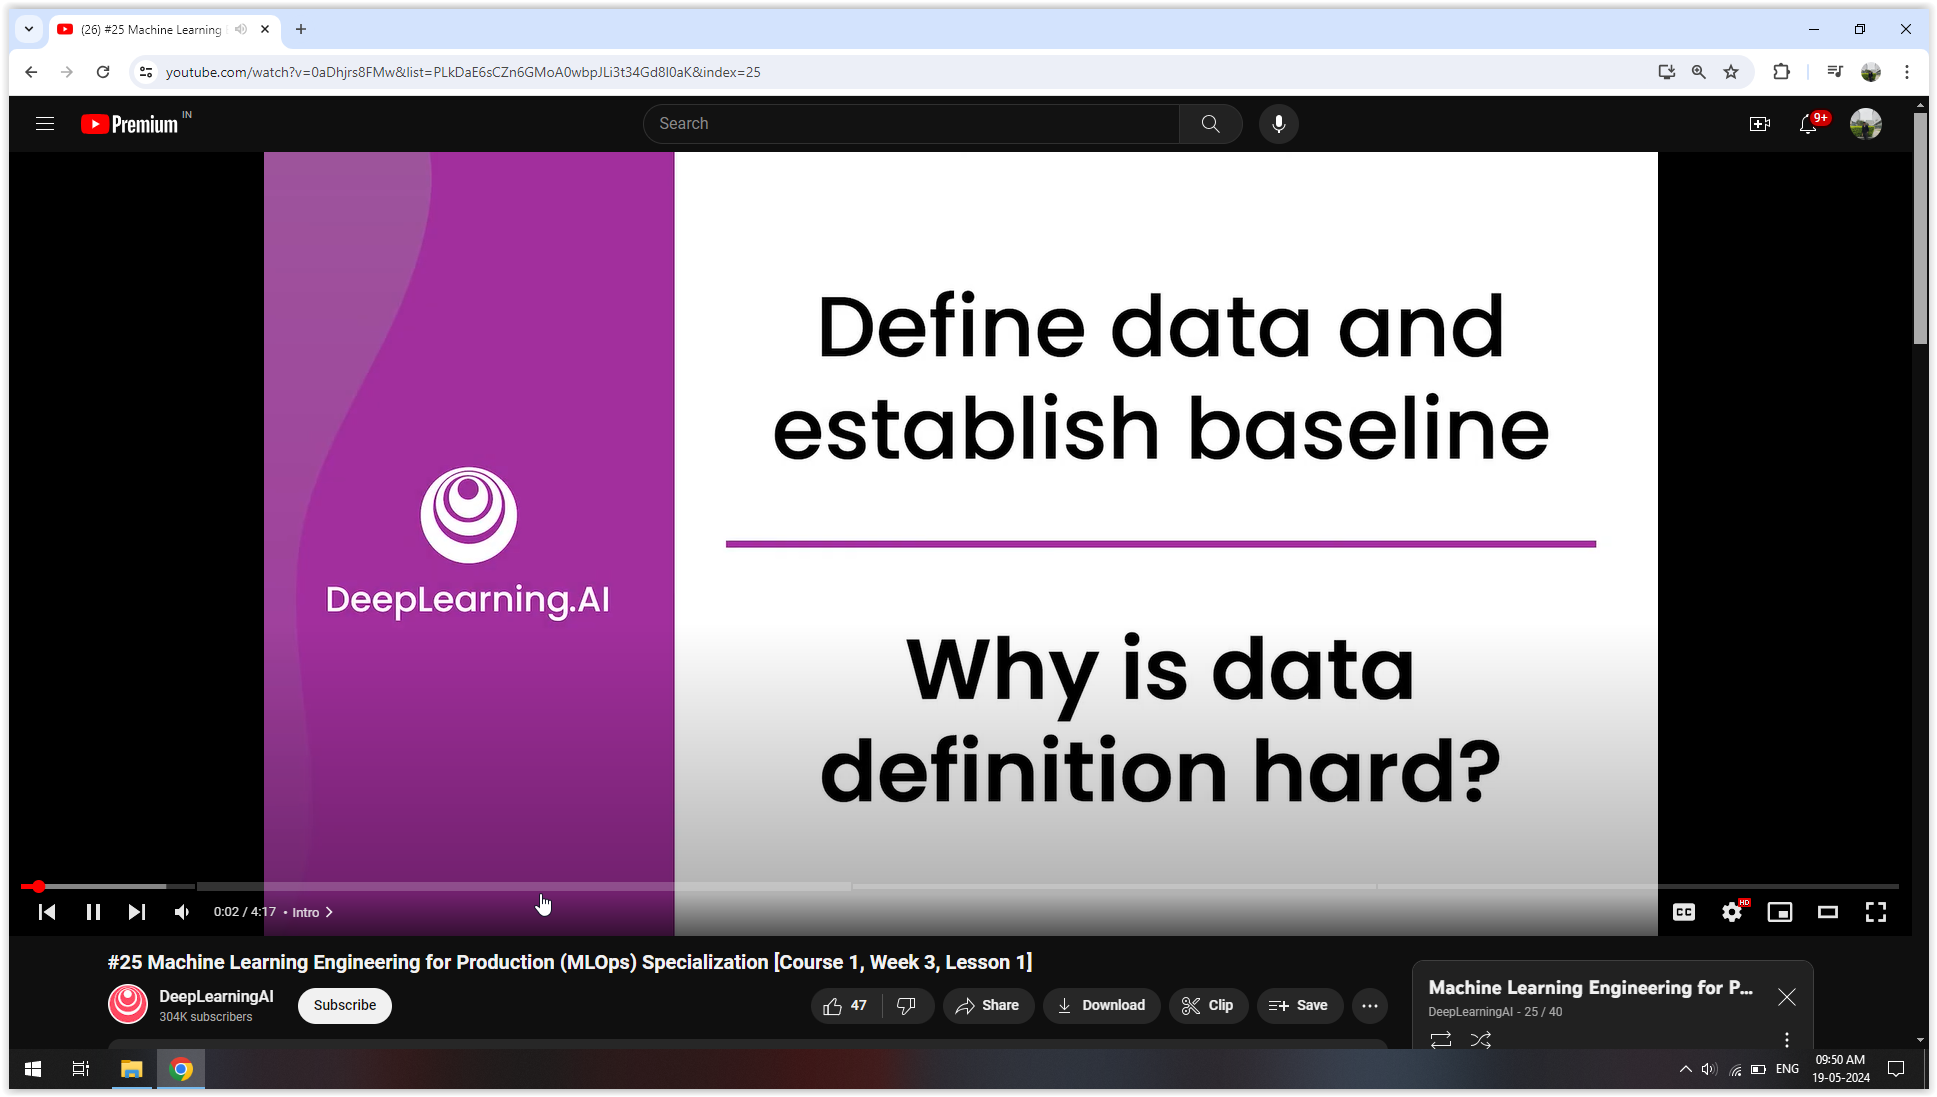 (26) #25 Machine Learning
youtube.com/watch?v=0aDhjrs8FMw&list=PLkDaE6sCZn6GMoA0wbpJLi3t34Gd8l0aK&index=25
Premium IN
Search
9+
Define data and
establish baseline
DeepLearning.AI
Why is data
definition hard?
0:02 / 4:17 • Intro
CC
HD
#25 Machine Learning Engineering for Production (MLOps) Specialization [Course 1, Week 3, Lesson 1]
DeepLearningAI
304K subscribers
Subscribe
47
Share
Download
Clip
Save
Machine Learning Engineering for P...
DeepLearningAI - 25 / 40
ENG
09:50 AM
19-05-2024